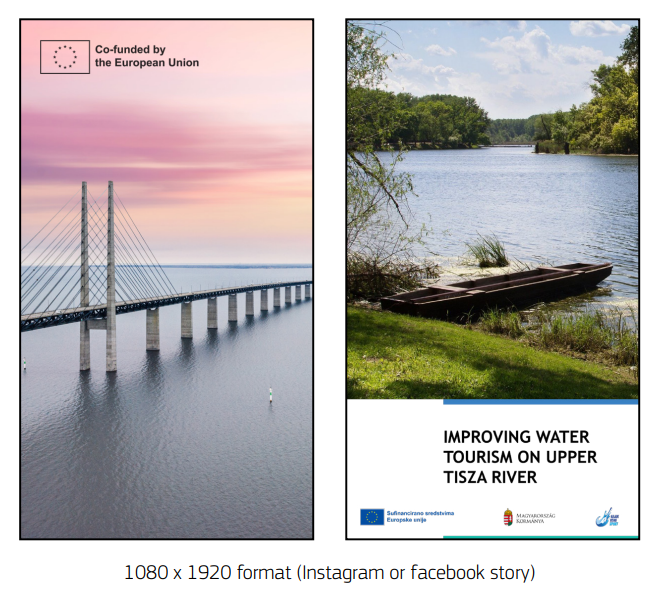 Co-funded by
the European Union
IMPROVING WATER
TOURISM ON UPPER
TISZA RIVER
Sufinancirano sredstvima
Europske unije
MAGYARORSZÁG
KORMÁNYA
1080 x 1920 format (Instagram or facebook story)